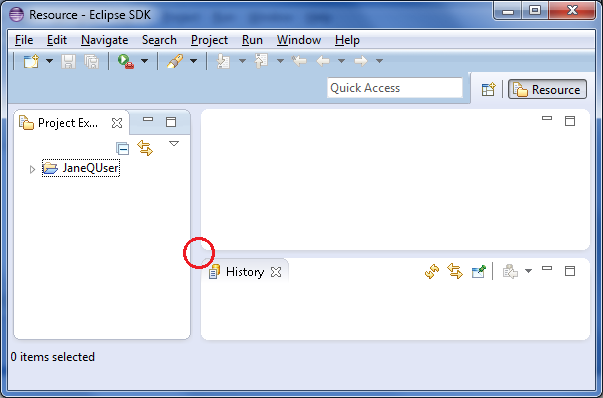 Resource - Eclipse SDK
File Edit Navigate Search Project Run Window Help
Quick Access
Resource
Project Ex...
JaneQUser
History
0 items selected